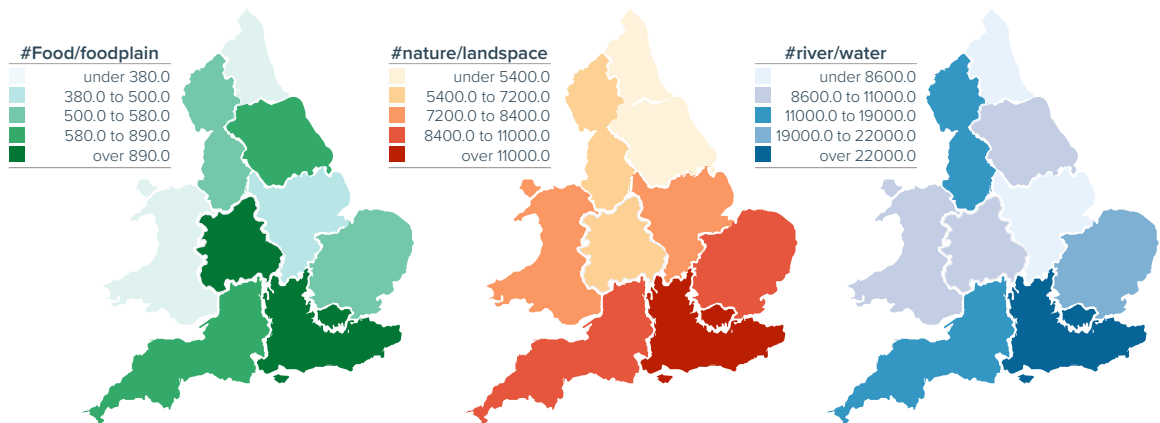 #Food/foodplain
under 380.0
380.0 to 500.0
500.0 to 580.0
580.0 to 890.0
over 890.0
#nature/landspace
under 5400.0
5400.0 to 7200.0
7200.0 to 8400.0
8400.0 to 11000.0
over 11000.0
#river/water
under 8600.0
8600.0 to 11000.0
11000.0 to 19000.0
19000.0 to 22000.0
over 22000.0